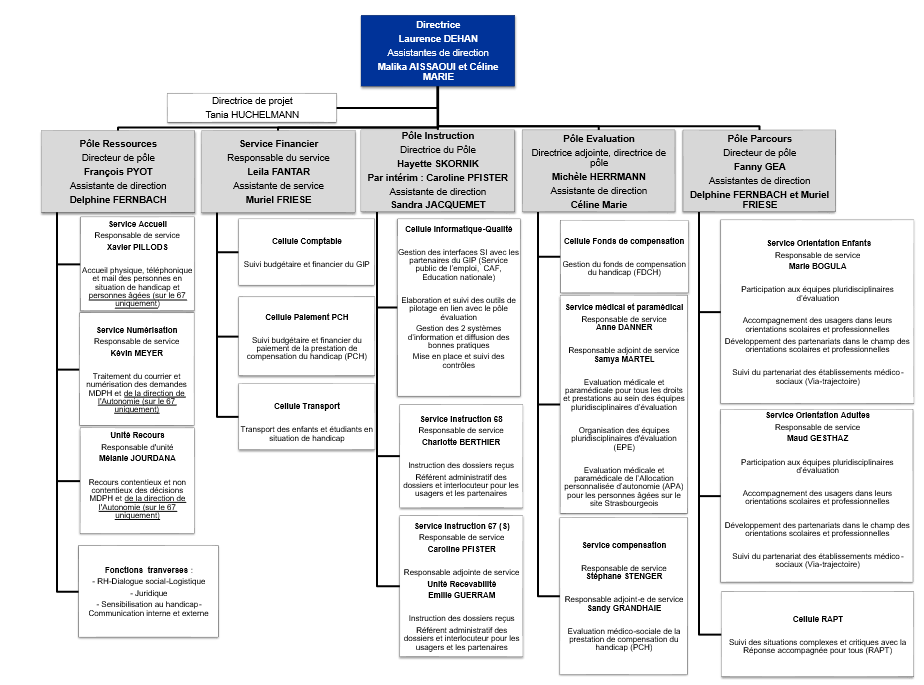 Directrice
Laurence DEHAN
Assistantes de direction
Malika AISSAOUI et Céline
MARIE
Directrice de projet
Tania HUCHELMANN
Pôle Ressources
Directeur de pôle
François PYOT
Assistante de direction
Delphine FERNBACH
Service Accueil
Responsable de service
Xavier PILLODS
Accueil physique, téléphonique
et mail des personnes en
situation de handicap et
personnes âgées (sur le 67
uniquement)
Service Numérisation
Responsable de service
Kévin MEYER
Traitement du courrier et
numérisation des demandes
MDPH et de la direction de
l'Autonomie (sur le 67
uniquement)
Unité Recours
Responsable d'unité
Mélanie JOURDANA
Recours contentieux et non
contentieux des décisions
MDPH et de la direction de
l'Autonomie (sur le 67
uniquement)
Fonctions tranverses :
- RH-Dialogue social-Logistique
- Juridique
- Sensibilisation au handicap-
Communication interne et externe
Service Financier
Responsable du service
Leila FANTAR
Assistante de service
Muriel FRIESE
Cellule Comptable
Suivi budgétaire et financier du GIP
Cellule Paiement PCH
Suivi budgétaire et financier du
paiement de la prestation de
compensation du handicap (PCH)
Cellule Transport
Transport des enfants et étudiants en
situation de handicap
Pôle Instruction
Directrice du Pôle
Hayette SKORNIK
Par intérim : Caroline PFISTER
Assistante de direction
Sandra JACQUEMET
Cellule Informatique-Qualité
Gestion des interfaces SI avec les
partenaires du GIP (Service
public de l'emploi, CAF,
Education nationale)
Elaboration et suivi des outils de
pilotage en lien avec le pôle
évaluation
Gestion des 2 systèmes
d'information et diffusion des
bonnes pratiques
Mise en place et suivi des
contrôles
Service Instruction 68
Responsable de service
Charlotte BERTHIER
Instruction des dossiers reçus
Référent administratif des
dossiers et interlocuteur pour les
usagers et les partenaires
Service Instruction 67 (S)
Responsable de service
Caroline PFISTER
Responsable adjointe de service
Unité Recevabilité
Emilie GUERRAM
Instruction des dossiers reçus
Référent administratif des
dossiers et interlocuteur pour les
usagers et les partenaires
Pôle Evaluation
Directrice adjointe, directrice de
pôle
Michèle HERRMANN
Assistante de direction
Céline Marie
Cellule Fonds de compensation
Gestion du fonds de compensation
du handicap (FDCH)
Service médical et paramédical
Responsable de service
Anne DANNER
Responsable adjoint de service
Samya MARTEL
Evaluation médicale et
paramédicale pour tous les droits
et prestations au sein des équipes
pluridisciplinaires d'évaluation
Organisation des équipes
pluridisciplinaires d'évaluation
(EPE)
Evaluation médicale et
paramédicale de l'Allocation
personnalisée d'autonomie (APA)
pour les personnes âgées sur le
site Strasbourgeois
Service compensation
Responsable de service
Stéphane STENGER
Responsable adjoint-e de service
Sandy GRANDHAIE
Evaluation médico-sociale de la
prestation de compensation du
handicap (PCH)
Pôle Parcours
Directeur de pôle
Fanny GEA
Assistantes de direction
Delphine FERNBACH et Muriel
FRIESE
Service Orientation Enfants
Responsable de service
Marie BOGULA
Participation aux équipes pluridisciplinaires
d'évaluation
Accompagnement des usagers dans leurs
orientations scolaires et professionnelles
Développement des partenariats dans le champ des
orientations scolaires et professionnelles
Suivi du partenariat des établissements médico-
sociaux (Via-trajectoire)
Service Orientation Adultes
Responsable de service
Maud GESTHAZ
Participation aux équipes pluridisciplinaires
d'évaluation
Accompagnement des usagers dans leurs
orientations scolaires et professionnelles
Développement des partenariats dans le champ des
orientations scolaires et professionnelles
Suivi du partenariat des établissements médico-
sociaux (Via-trajectoire)
Cellule RAPT
Suivi des situations complexes et critiques avec la
Réponse accompagnée pour tous (RAPT)